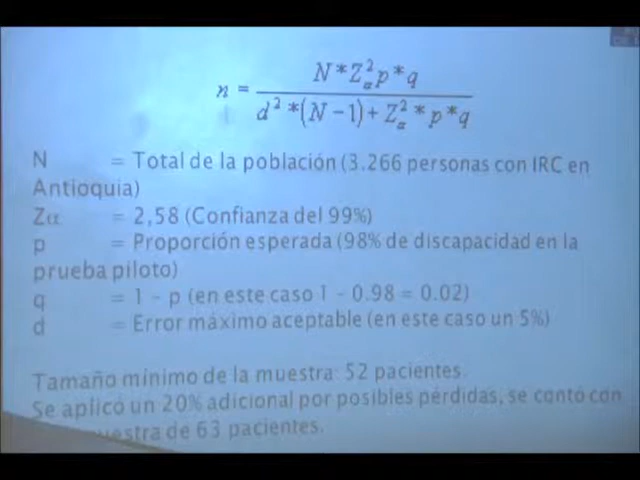 n = N*Z²α p*q / d²*(N−1)+Z²α*p*q
N = Total de la población (3.266 personas con IRC en
Antioquia)
Zα = 2,58 (Confianza del 99%)
p = Proporción esperada (98% de discapacidad en la
prueba piloto)
q = 1 - p (en este caso 1 - 0.98 = 0.02)
d = Error máximo aceptable (en este caso un 5%)
Tamaño mínimo de la muestra: 52 pacientes.
Se aplicó un 20% adicional por posibles pérdidas, se contó con
de 63 pacientes.